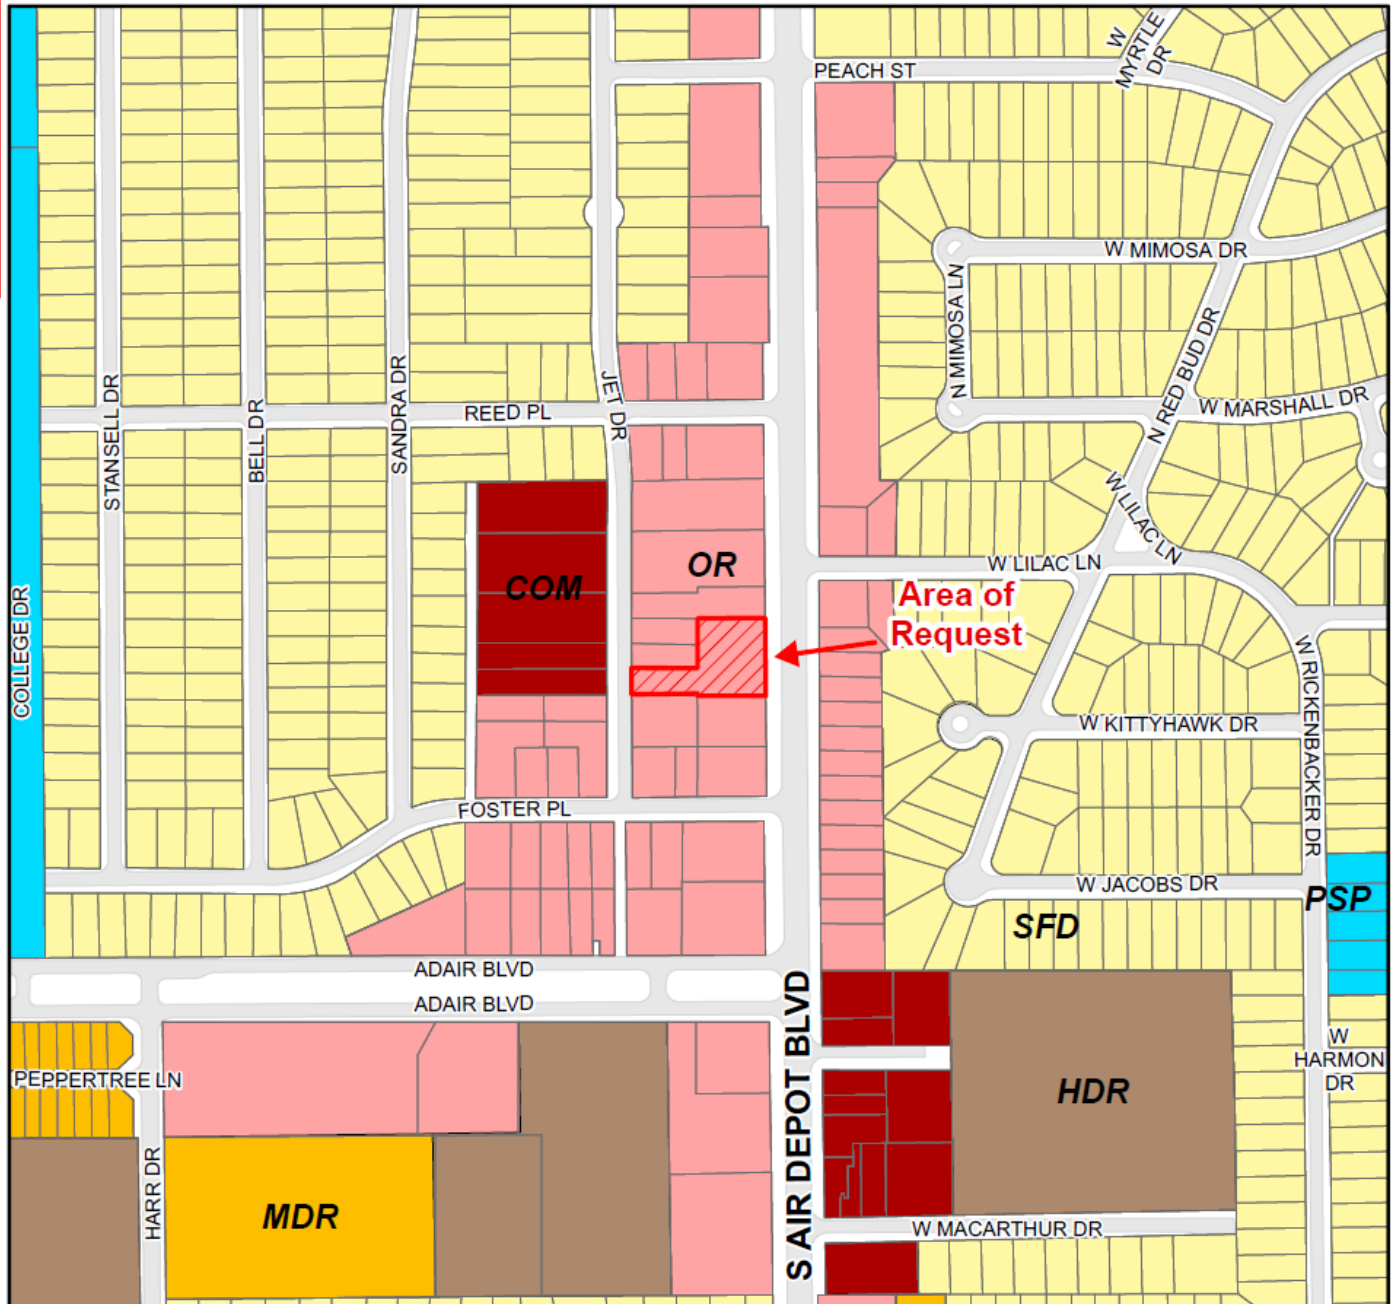 W
MYRTLE
DR
PEACH ST
W MIMOSA DR
N MIMOSA LN
N RED BUD DR
W MARSHALL DR
STANSELL DR
BELL DR
SANDRA DR
REED PL
JET DR
W LILAC LN
W LILAC LN
COM
OR
Area of
Request
COLLEGE DR
W RICKENBACKER DR
W KITTYHAWK DR
FOSTER PL
W JACOBS DR
PSP
SFD
ADAIR BLVD
ADAIR BLVD
S AIR DEPOT BLVD
W
HARMON
DR
PEPPERTREE LN
HDR
HARR DR
MDR
W MACARTHUR DR